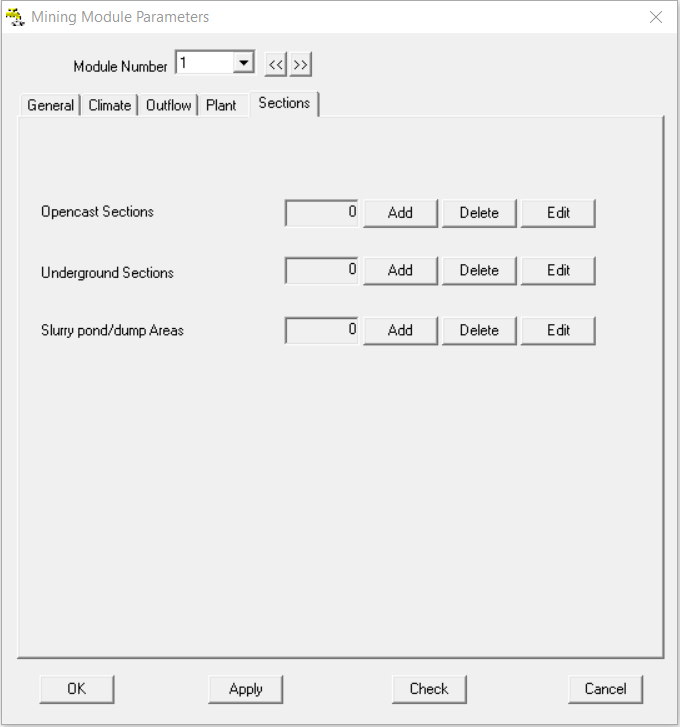 Mining Module Parameters
Module Number 1 << >>
General Climate Outflow Plant Sections
Opencast Sections 0 Add Delete Edit
Underground Sections 0 Add Delete Edit
Slurry pond/dump Areas 0 Add Delete Edit
OK Apply Check Cancel